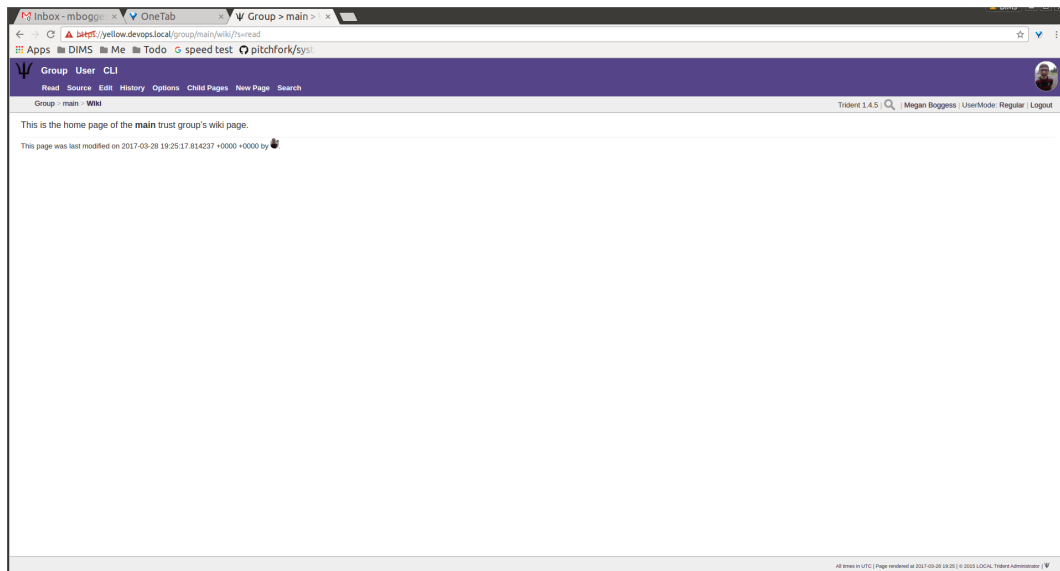 Inbox - mbogge
OneTab
Ψ Group > main >
https://yellow.devops.local/group/main/wiki/?s=read
Apps DIMS Me Todo speed test pitchfork/syst
Ψ Group User CLI
Read Source Edit History Options Child Pages New Page Search
Group > main > Wiki
Trident 1.4.5 | | Megan Boggess | UserMode: Regular | Logout
This is the home page of the main trust group's wiki page.
This page was last modified on 2017-03-28 19:25:17.814237 +0000 +0000 by
All times in UTC | Page rendered at 2017-03-28 19:25 | © 2015 LOCAL Trident Administrator | Ψ